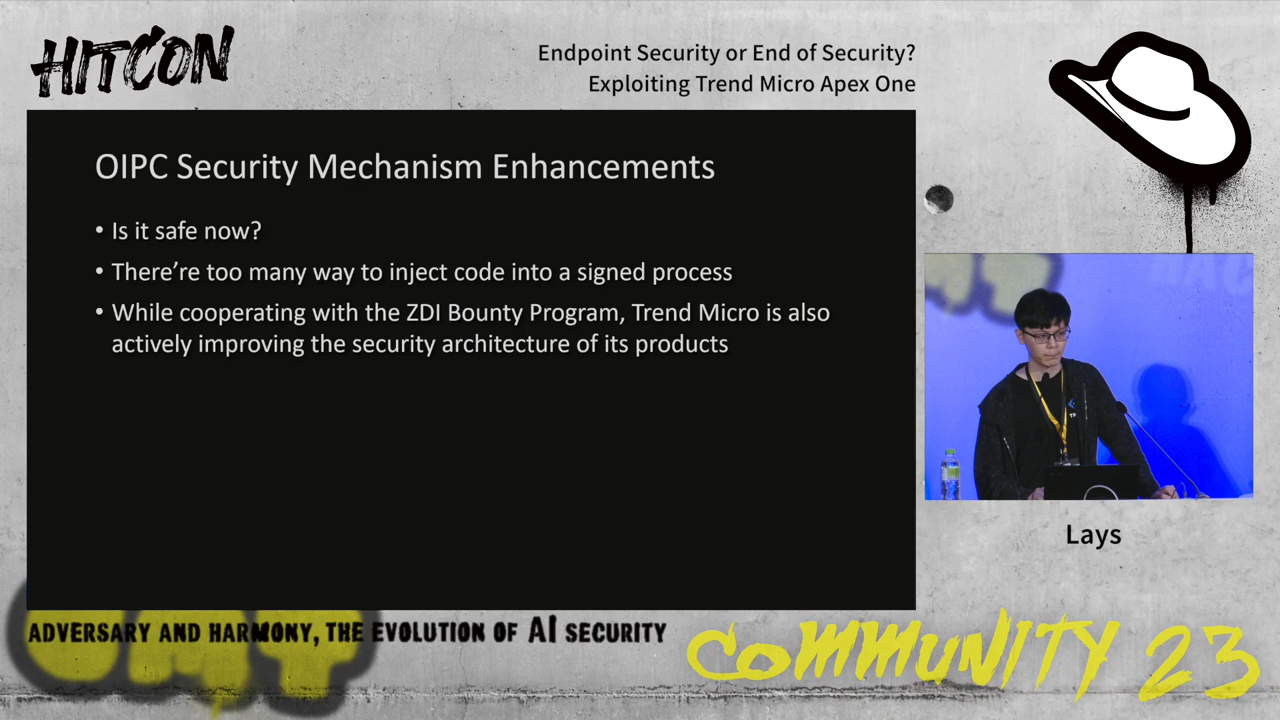 HITCON
Endpoint Security or End of Security?
Exploiting Trend Micro Apex One
OIPC Security Mechanism Enhancements
• Is it safe now?
• There’re too many way to inject code into a signed process
• While cooperating with the ZDI Bounty Program, Trend Micro is also
actively improving the security architecture of its products
Lays
ADVERSARY AND HARMONY, THE EVOLUTION OF AI SECURITY
COMMUNITY 23